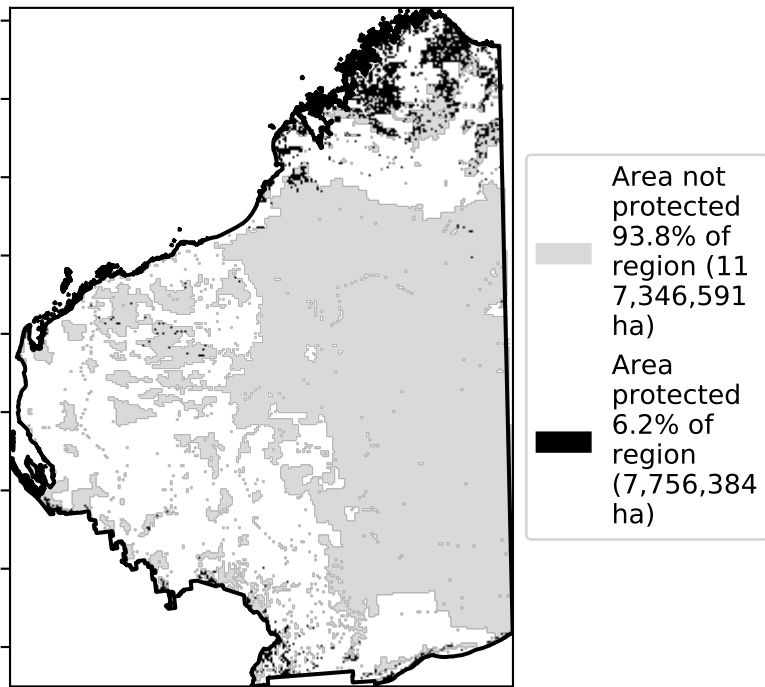 Area not
protected
93.8% of
region (11
7,346,591
ha)
Area
protected
6.2% of
region
(7,756,384
ha)